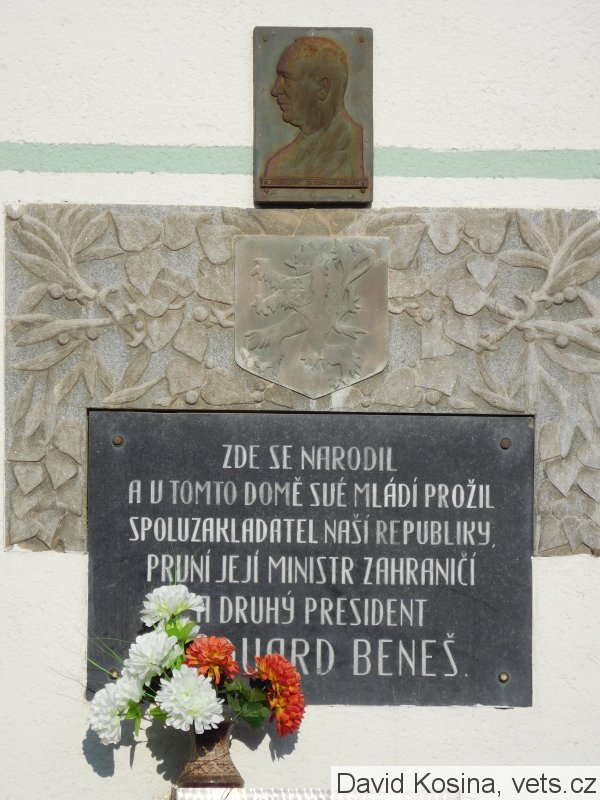 ZDE SE NARODIL
A V TOMTO DOMĚ SVÉ MLÁDÍ PROŽIL
SPOLUZAKLADATEL NAŠÍ REPUBLIKY,
PRVNÍ JEJÍ MINISTR ZAHRANIČÍ
A DRUHÝ PRESIDENT
EDUARD BENEŠ.
David Kosina, vets.cz